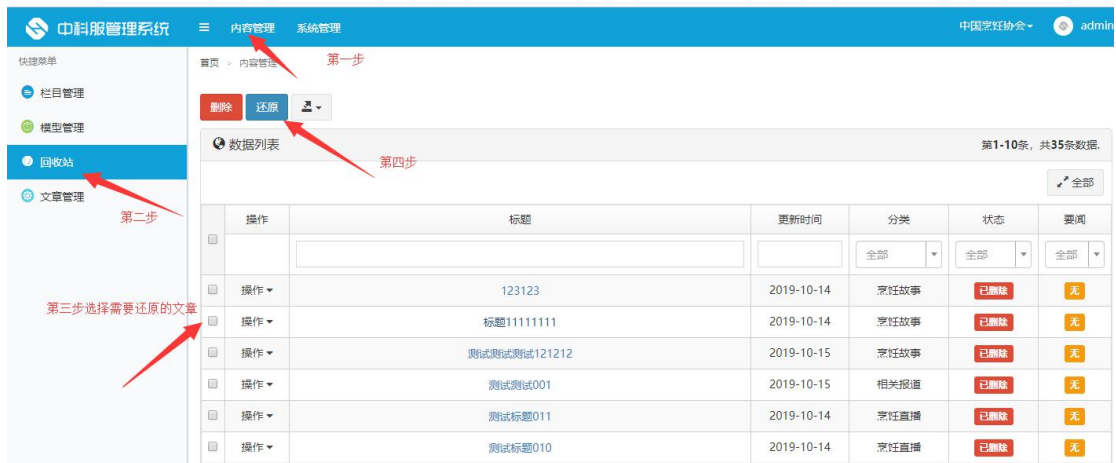 中科服管理系统 内容管理 系统管理 中国烹饪协会 admin
快捷菜单 首页 > 内容管理 第一步
栏目管理
删除 还原
模型管理
数据列表 第1-10条, 共35条数据.
回收站 第四步
全部
文章管理
第二步 操作 标题 更新时间 分类 状态 要闻
全部 全部 全部
操作 123123 2019-10-14 烹饪故事 已删除 无
第三步选择需要还原的文章
操作 标题11111111 2019-10-14 烹饪故事 已删除 无
操作 测试测试测试121212 2019-10-15 烹饪故事 已删除 无
操作 测试测试001 2019-10-15 相关报道 已删除 无
操作 测试标题011 2019-10-14 烹饪直播 已删除 无
操作 测试标题010 2019-10-14 烹饪直播 已删除 无